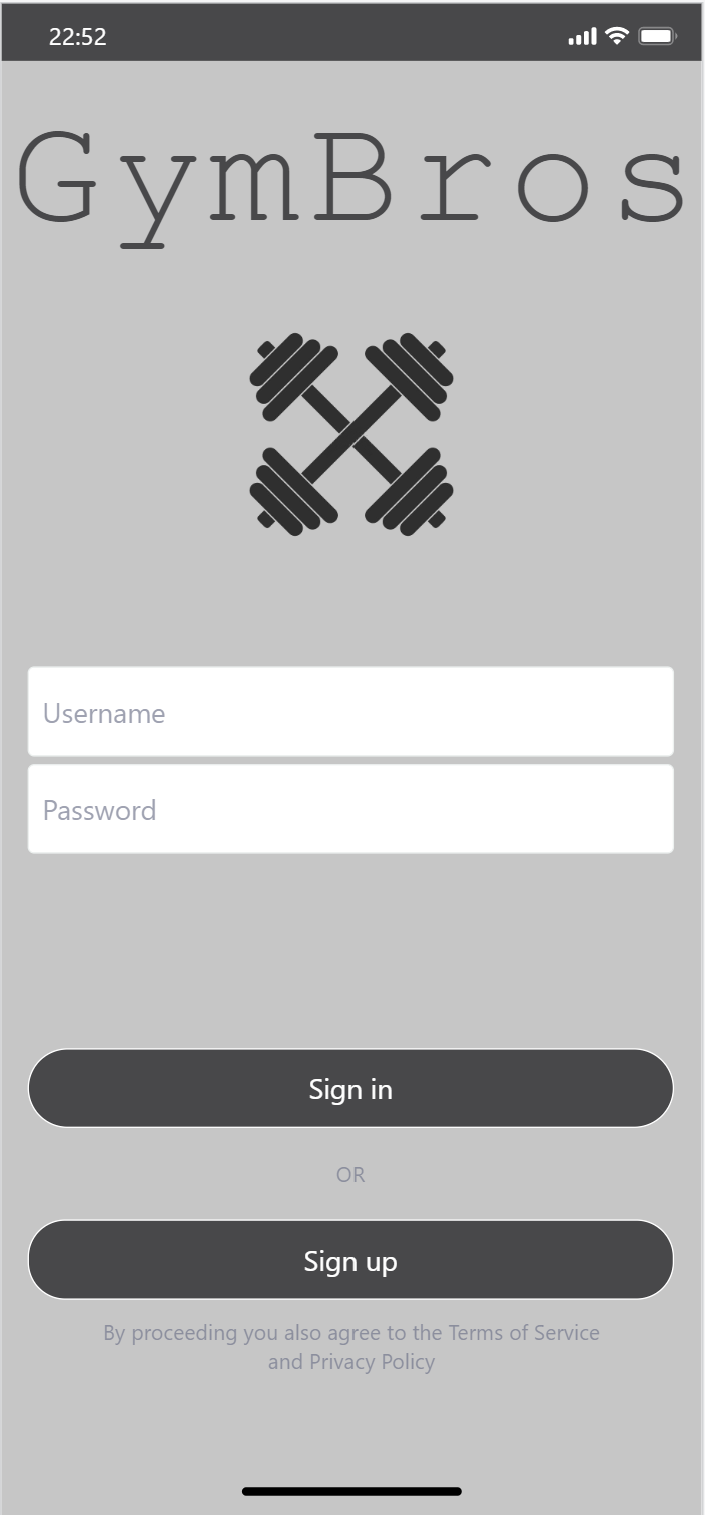 22:52
GymBros
Username
Password
Sign in
OR
Sign up
By proceeding you also agree to the Terms of Service
and Privacy Policy